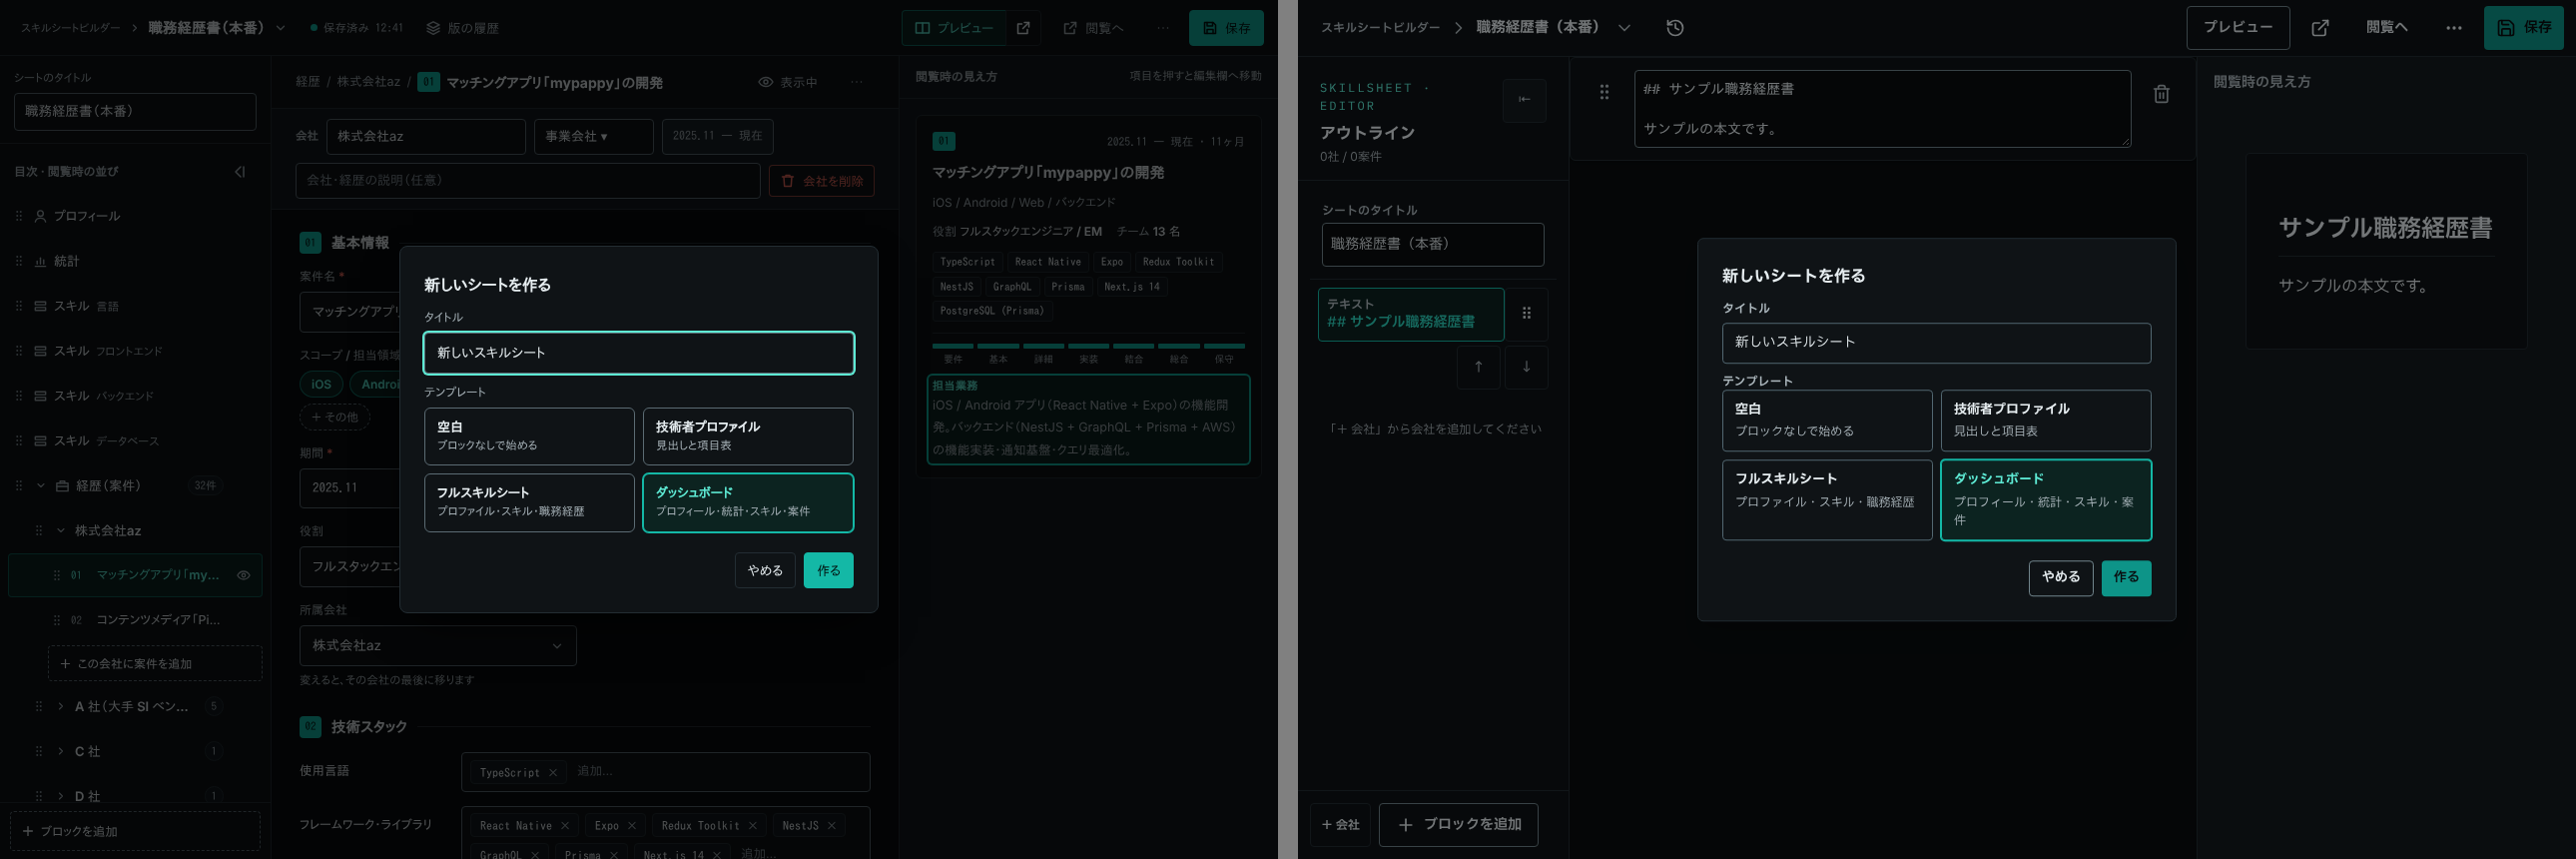 スキルシートビルダー
職務経歴書(本番)
保存済み 12:41
版の履歴
プレビュー
閲覧へ
保存
シートのタイトル
職務経歴書(本番)
目次・閲覧時の並び
プロフィール
統計
スキル 言語
スキル フロントエンド
スキル バックエンド
スキル データベース
経歴(案件) 32件
株式会社az
01 マッチングアプリ「my...
02 コンテンツメディア「Pi...
+ この会社に案件を追加
A 社(大手 SI ベン... 5
C 社 1
D 社 1
+ ブロックを追加
経歴 / 株式会社az / 01 マッチングアプリ「mypappy」の開発
表示中
会社 株式会社az 事業会社 ▾ 2025.11 — 現在
会社・経歴の説明(任意)
会社を削除
01 基本情報
案件名 *
マッチングアプリ
スコープ / 担当領域
iOS Androi
+ その他
期間 *
2025.11
役割
フルスタックエン
所属会社
株式会社az
変えると、その会社の最後に移ります
02 技術スタック
使用言語 TypeScript × 追加...
フレームワーク・ライブラリ React Native × Expo × Redux Toolkit × NestJS ×
GraphQL × Prisma × Next.js 14 × 追加...
閲覧時の見え方 項目を押すと編集欄へ移動
01 2025.11 — 現在 ・ 11ヶ月
マッチングアプリ「mypappy」の開発
iOS / Android / Web / バックエンド
役割 フルスタックエンジニア / EM チーム 13 名
TypeScript React Native Expo Redux Toolkit
NestJS GraphQL Prisma Next.js 14
PostgreSQL (Prisma)
要件 基本 詳細 実装 結合 総合 保守
担当業務
iOS / Android アプリ(React Native + Expo)の機能開
発。バックエンド(NestJS + GraphQL + Prisma + AWS)
の機能実装・通知基盤・クエリ最適化。
新しいシートを作る
タイトル
新しいスキルシート
テンプレート
空白
ブロックなしで始める
技術者プロファイル
見出しと項目表
フルスキルシート
プロファイル・スキル・職務経歴
ダッシュボード
プロフィール・統計・スキル・案件
やめる 作る
スキルシートビルダー
職務経歴書（本番）
プレビュー
閲覧へ
保存
SKILLSHEET ·
EDITOR
アウトライン
0社 / 0案件
シートのタイトル
職務経歴書（本番）
テキスト
## サンプル職務経歴書
↑ ↓
「＋ 会社」から会社を追加してください
+ 会社
+ ブロックを追加
## サンプル職務経歴書
サンプルの本文です。
閲覧時の見え方
サンプル職務経歴書
サンプルの本文です。
新しいシートを作る
タイトル
新しいスキルシート
テンプレート
空白
ブロックなしで始める
技術者プロファイル
見出しと項目表
フルスキルシート
プロファイル・スキル・職務経歴
ダッシュボード
プロフィール・統計・スキル・案
件
やめる 作る